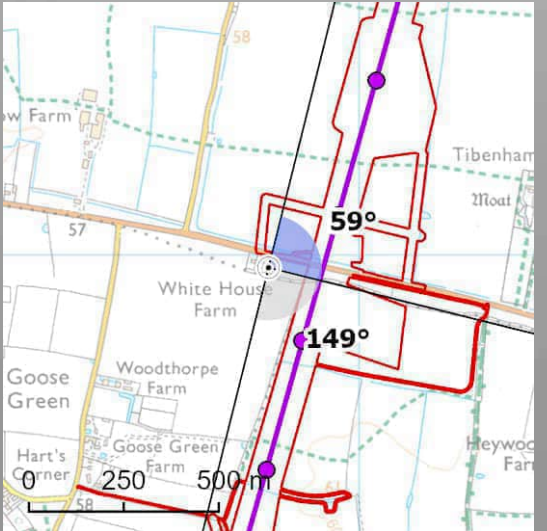 58
ow Farm
Tibenham
Moat
59°
57
White House
Farm
149°
Woodthorpe
Farm
Goose
Green
Goose Green
Farm
Hart's
Corner
Heywoo
Farm
0 250 500 m
58